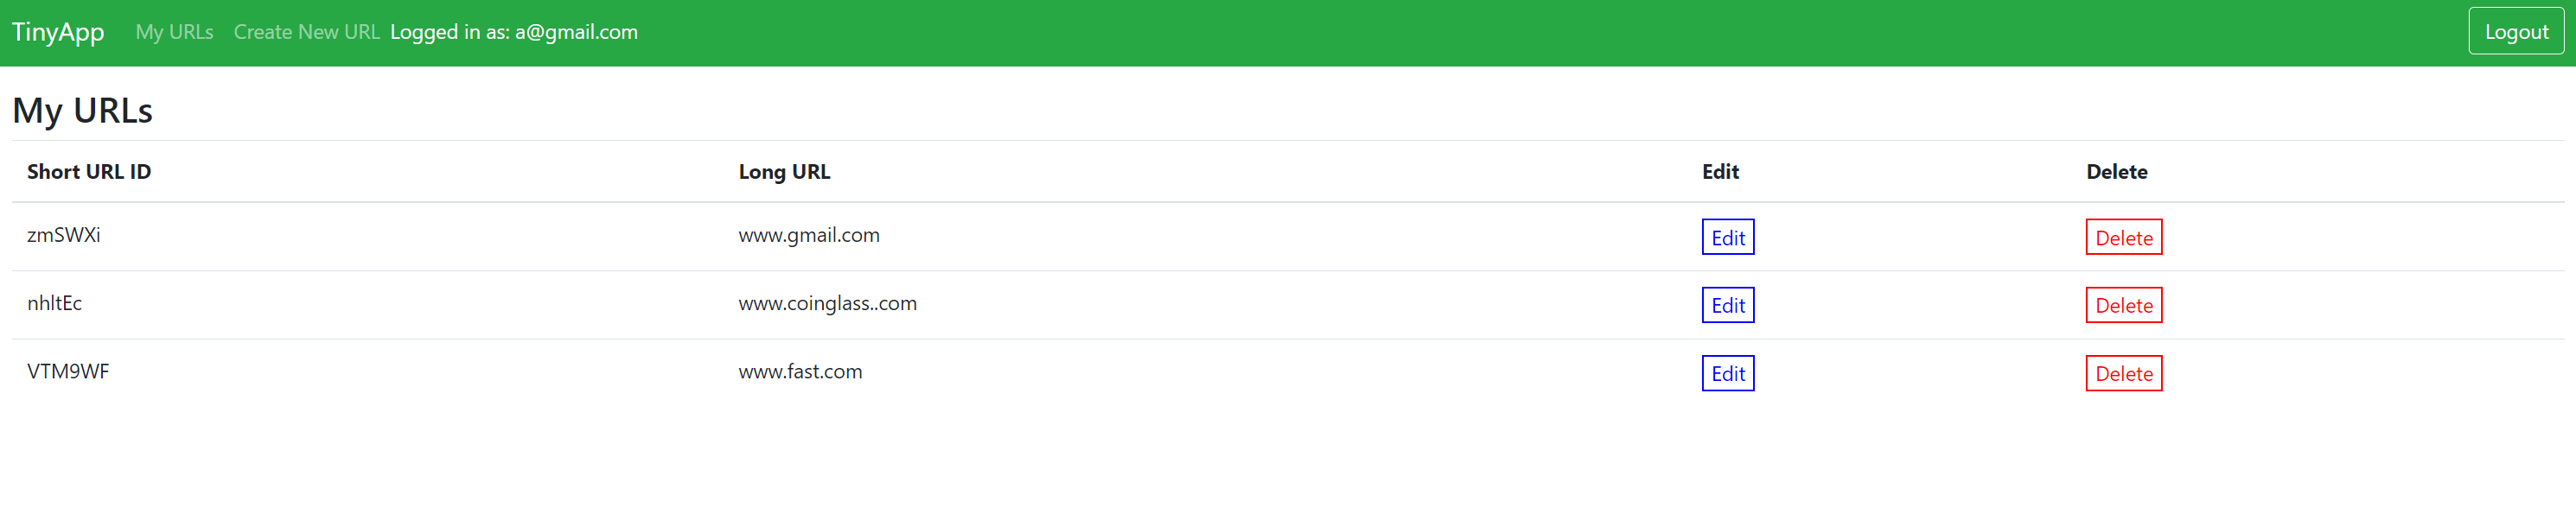 TinyApp My URLs Create New URL Logged in as: a@gmail.com Logout
My URLs
Short URL ID Long URL Edit Delete
zmSWXi www.gmail.com Edit Delete
nhltEc www.coinglass..com Edit Delete
VTM9WF www.fast.com Edit Delete